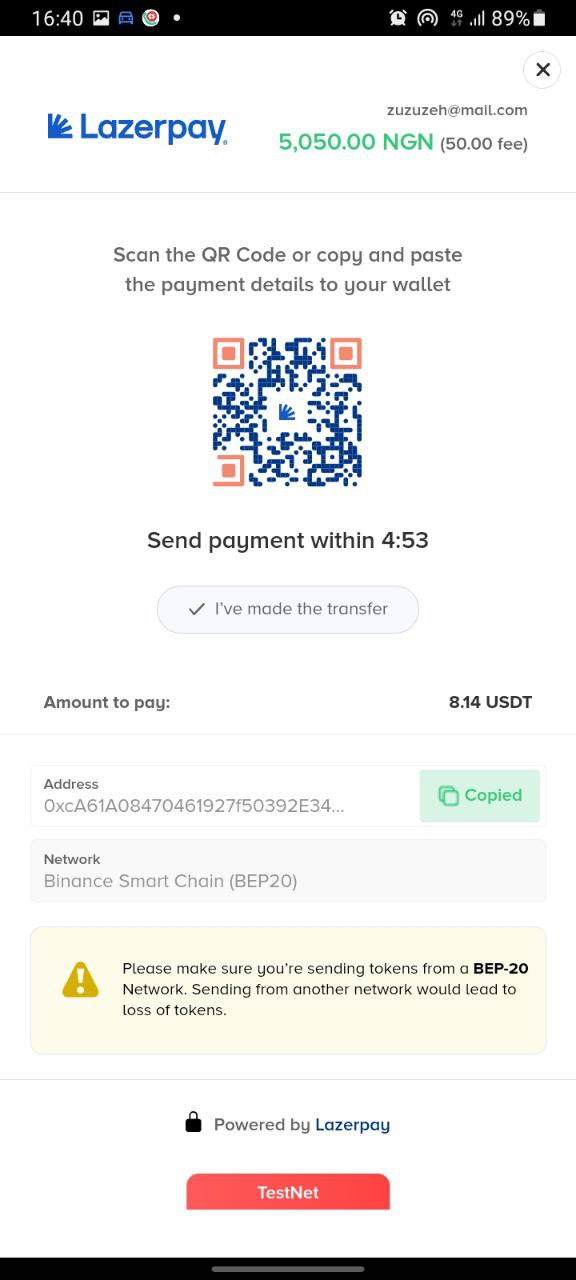 16:40
4G
89%
zuzuzeh@mail.com
Lazerpay
5,050.00 NGN (50.00 fee)
Scan the QR Code or copy and paste
the payment details to your wallet
Send payment within 4:53
I've made the transfer
Amount to pay:
8.14 USDT
Address
0xcA61A08470461927f50392E34...
Copied
Network
Binance Smart Chain (BEP20)
Please make sure you're sending tokens from a BEP-20
Network. Sending from another network would lead to
loss of tokens.
Powered by Lazerpay
TestNet